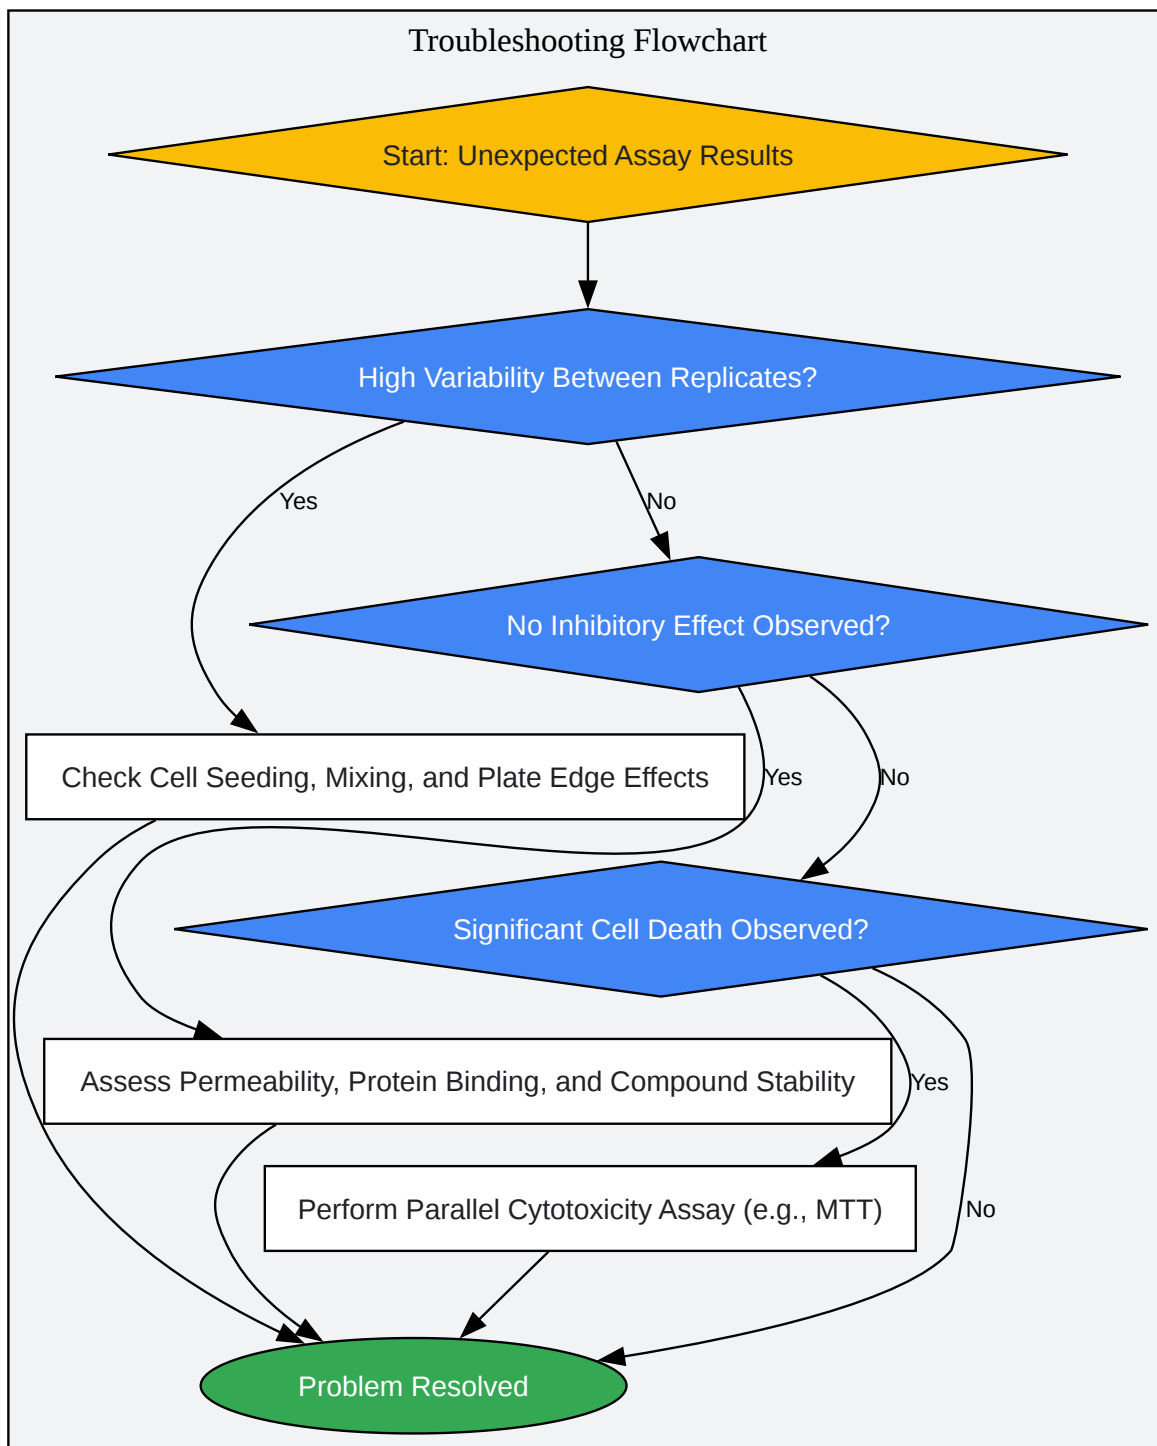 Troubleshooting Flowchart
Start: Unexpected Assay Results
High Variability Between Replicates?
Yes
No
No Inhibitory Effect Observed?
Check Cell Seeding, Mixing, and Plate Edge Effects
Yes
No
Significant Cell Death Observed?
Assess Permeability, Protein Binding, and Compound Stability
Yes
Perform Parallel Cytotoxicity Assay (e.g., MTT)
No
Problem Resolved